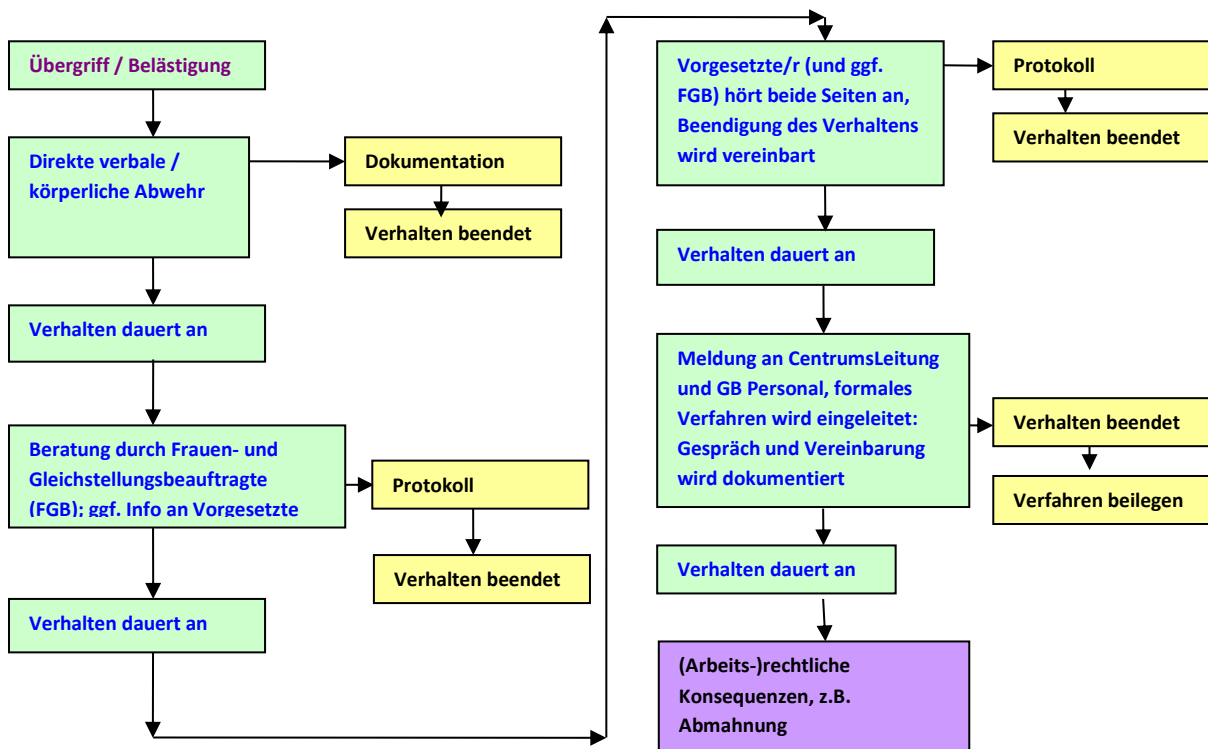 Übergriff / Belästigung
Direkte verbale /
körperliche Abwehr
Dokumentation
Verhalten beendet
Verhalten dauert an
Beratung durch Frauen- und
Gleichstellungsbeauftragte
(FGB); ggf. Info an Vorgesetzte
Protokoll
Verhalten beendet
Verhalten dauert an
Vorgesetzte/r (und ggf.
FGB) hört beide Seiten an,
Beendigung des Verhaltens
wird vereinbart
Protokoll
Verhalten beendet
Verhalten dauert an
Meldung an CentrumsLeitung
und GB Personal, formales
Verfahren wird eingeleitet:
Gespräch und Vereinbarung
wird dokumentiert
Verhalten beendet
Verfahren beilegen
Verhalten dauert an
(Arbeits-)rechtliche
Konsequenzen, z.B.
Abmahnung